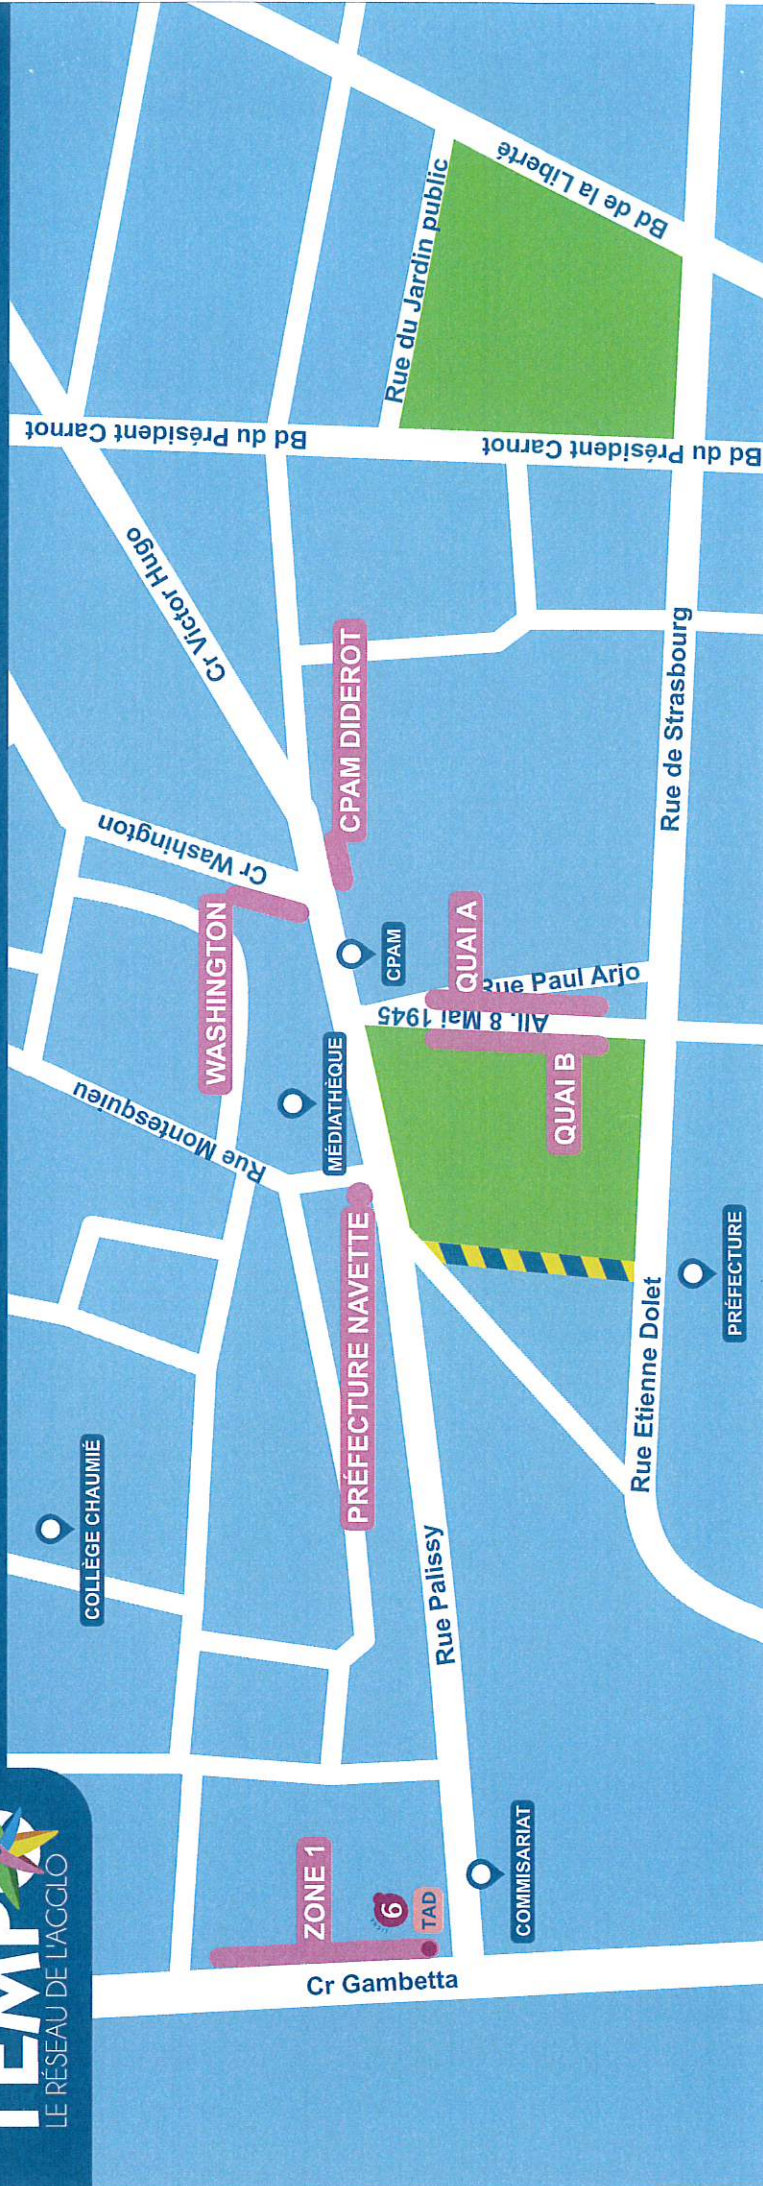 TEMPO
LE RÉSEAU DE L'AGGLO
COLLÈGE CHAUMIÉ
Rue Montesquieu
Cr Washington
Cr Victor Hugo
Bd du Président Carnot
Bd du Président Carnot
Rue du Jardin public
Bd de la Liberté
WASHINGTON
MÉDIATHÈQUE
CPAM DIDEROT
CPAM
PRÉFECTURE NAVETTE
ZONE 1
6
TAD
Cr Gambetta
COMMISARIAT
Rue Palissy
All. 8 Mai 1945
QUAI A
QUAI B
Rue Paul Arjo
Rue Etienne Dolet
Rue de Strasbourg
PRÉFECTURE